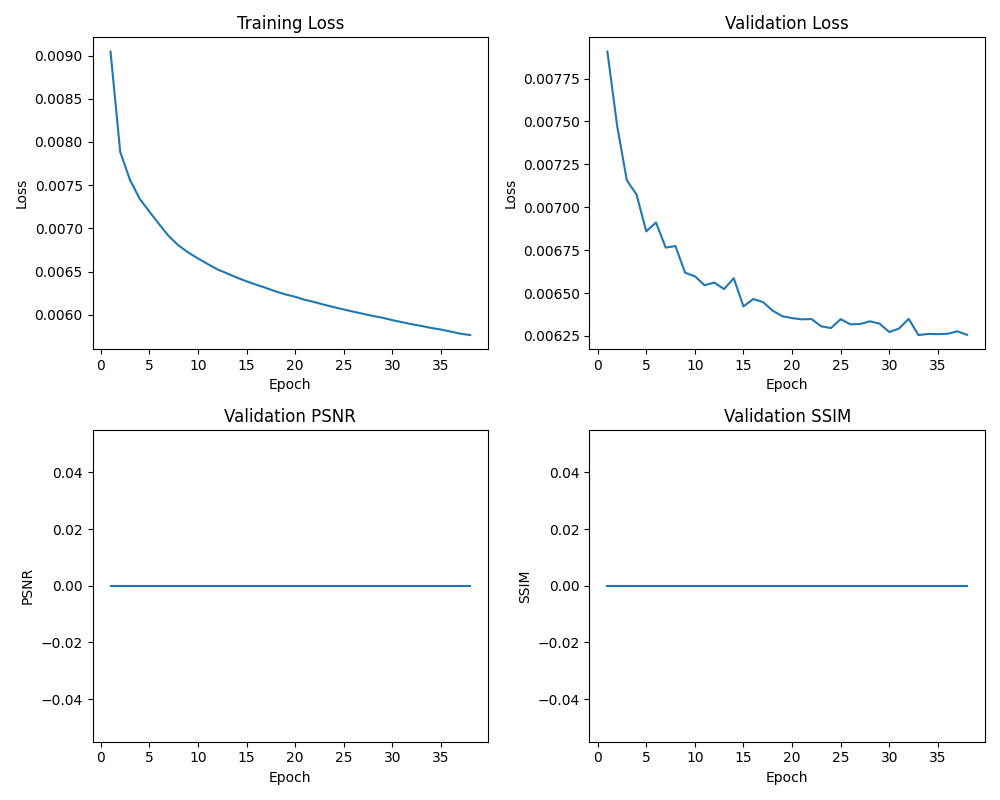 Training Loss
Validation Loss
0.0090
0.0085
0.0080
0.0075
0.0070
0.0065
0.0060
Loss
0 5 10 15 20 25 30 35
Epoch
0.00775
0.00750
0.00725
0.00700
0.00675
0.00650
0.00625
Loss
0 5 10 15 20 25 30 35
Epoch
Validation PSNR
Validation SSIM
0.04
0.02
0.00
−0.02
−0.04
PSNR
0 5 10 15 20 25 30 35
Epoch
0.04
0.02
0.00
−0.02
−0.04
SSIM
0 5 10 15 20 25 30 35
Epoch